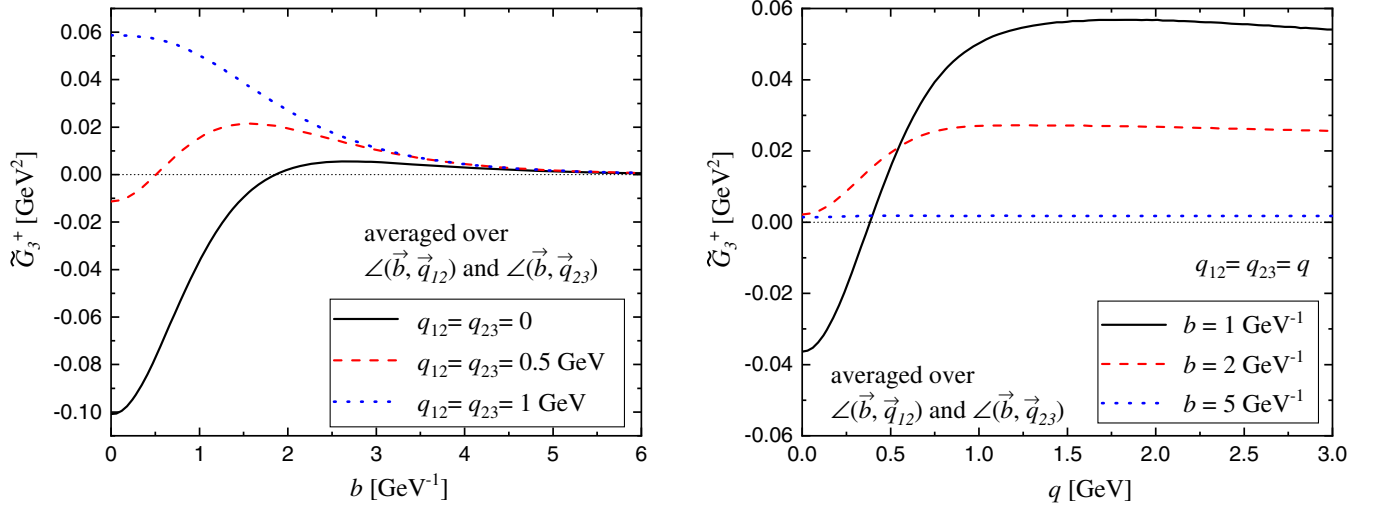 0.06
0.04
0.02
0.00
-0.02
-0.04
-0.06
-0.08
-0.10
G̃₃⁺ [GeV²]
averaged over
∠(b⃗, q⃗₁₂) and ∠(b⃗, q⃗₂₃)
q₁₂= q₂₃= 0
q₁₂= q₂₃= 0.5 GeV
q₁₂= q₂₃= 1 GeV
0 1 2 3 4 5 6
b [GeV⁻¹]
0.06
0.04
0.02
0.00
-0.02
-0.04
-0.06
G̃₃⁺ [GeV²]
q₁₂= q₂₃= q
b = 1 GeV⁻¹
b = 2 GeV⁻¹
b = 5 GeV⁻¹
averaged over
∠(b⃗, q⃗₁₂) and ∠(b⃗, q⃗₂₃)
0.0 0.5 1.0 1.5 2.0 2.5 3.0
q [GeV]